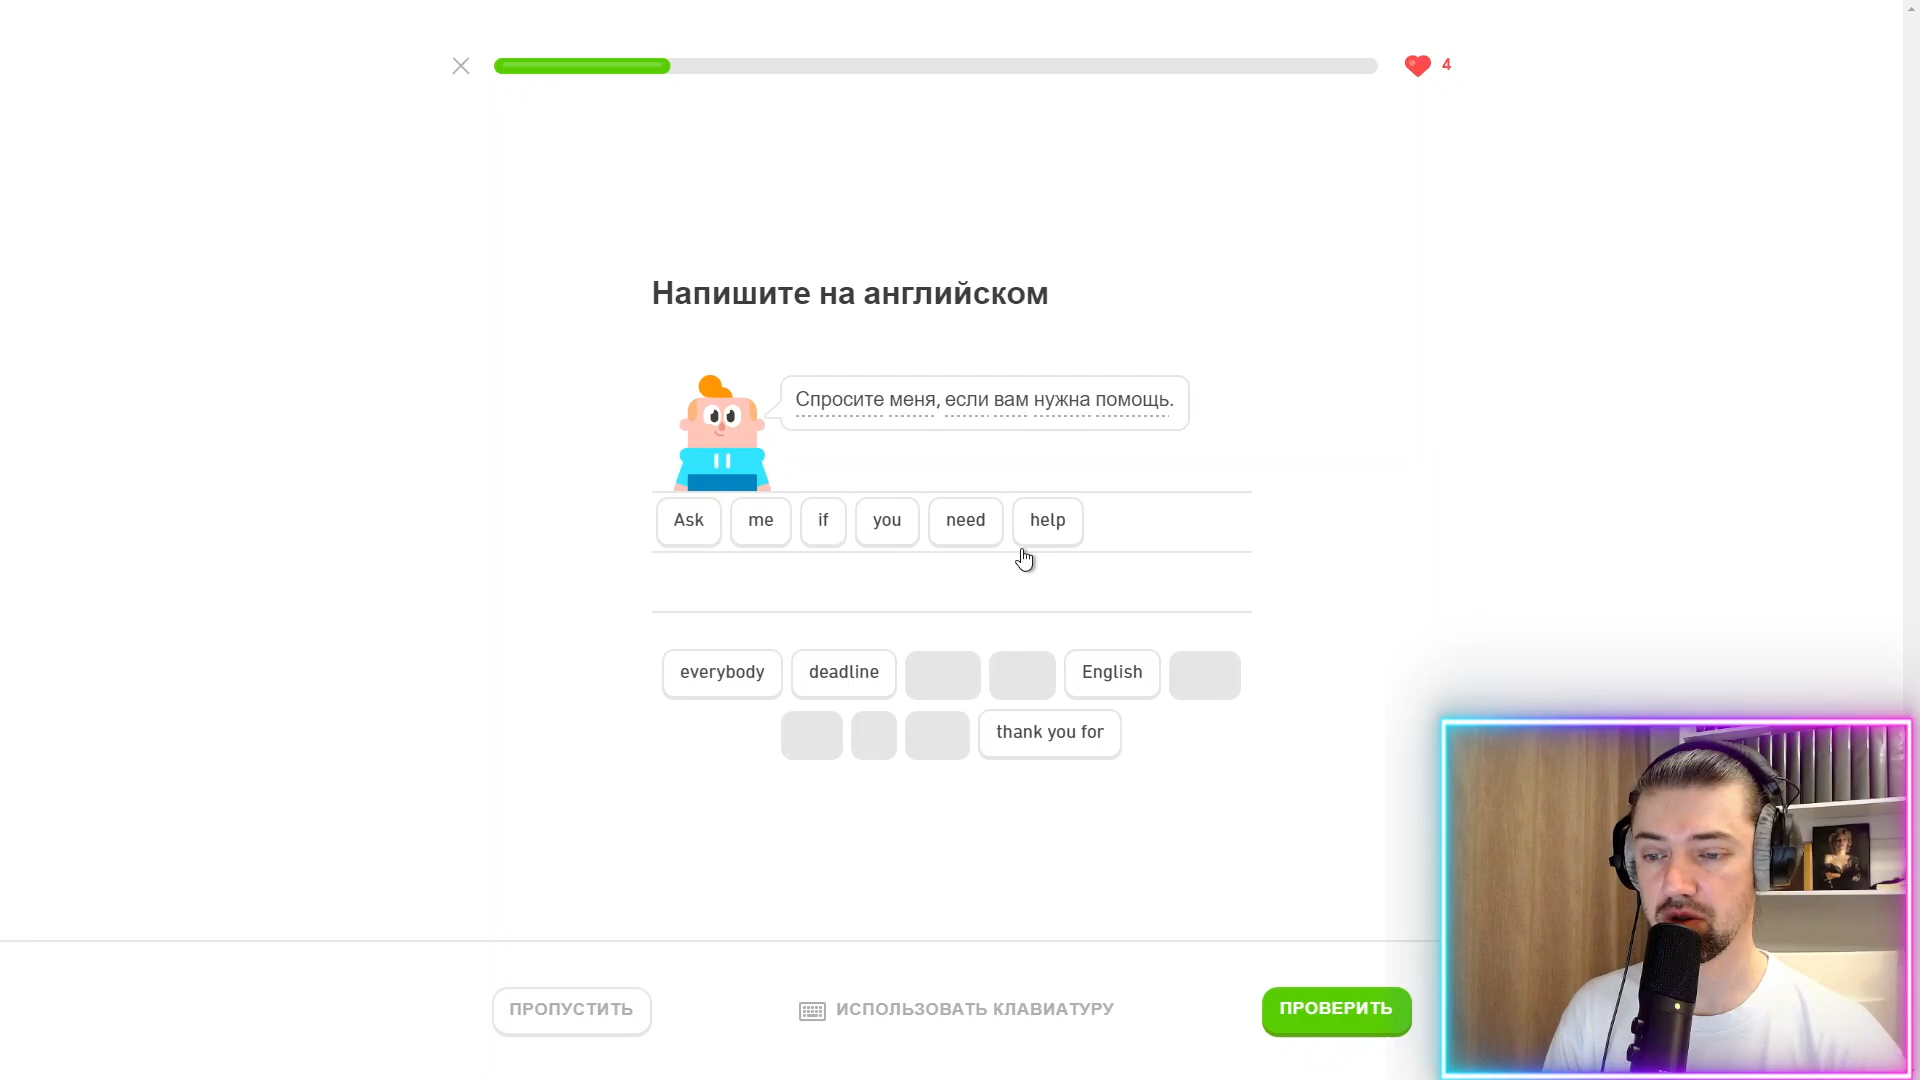 4
Напишите на английском
Спросите меня, если вам нужна помощь.
Ask me if you need help
everybody deadline English
thank you for
ПРОПУСТИТЬ ИСПОЛЬЗОВАТЬ КЛАВИАТУРУ ПРОВЕРИТЬ